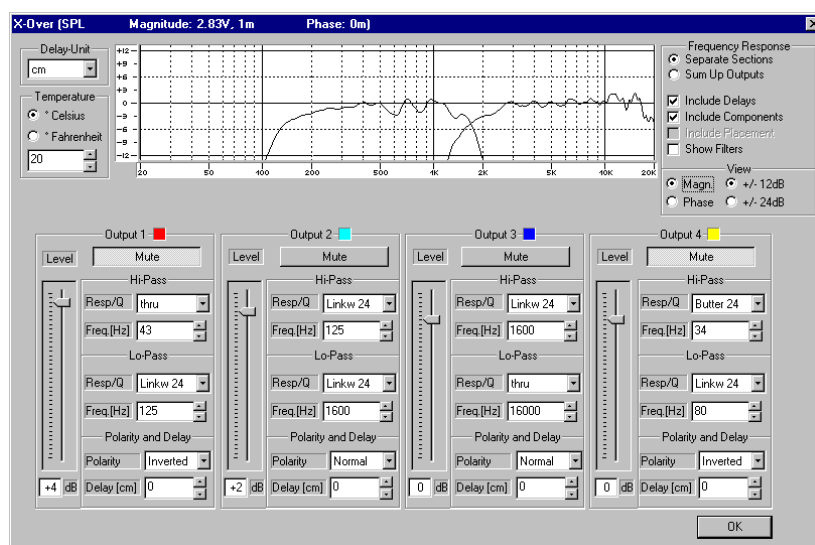 X-Over (SPL Magnitude: 2.83V, 1m Phase: 0m)
Delay-Unit
cm
Temperature
° Celsius
° Fahrenheit
20
+12
+9
+6
+3
0
-3
-6
-9
-12
20 50 100 200 500 1K 2K 5K 10K 20K
Frequency Response
Separate Sections
Sum Up Outputs
Include Delays
Include Components
Include Placement
Show Filters
View
Magn. +/- 12dB
Phase +/- 24dB
Output 1
Level Mute
Hi-Pass
Resp/Q thru
Freq.[Hz] 43
Lo-Pass
Resp/Q Linkw 24
Freq.[Hz] 125
Polarity and Delay
Polarity Inverted
+4 dB Delay [cm] 0
Output 2
Level Mute
Hi-Pass
Resp/Q Linkw 24
Freq.[Hz] 125
Lo-Pass
Resp/Q Linkw 24
Freq.[Hz] 1600
Polarity and Delay
Polarity Normal
+2 dB Delay [cm] 0
Output 3
Level Mute
Hi-Pass
Resp/Q Linkw 24
Freq.[Hz] 1600
Lo-Pass
Resp/Q thru
Freq.[Hz] 16000
Polarity and Delay
Polarity Normal
0 dB Delay [cm] 0
Output 4
Level Mute
Hi-Pass
Resp/Q Butter 24
Freq.[Hz] 34
Lo-Pass
Resp/Q Linkw 24
Freq.[Hz] 80
Polarity and Delay
Polarity Inverted
0 dB Delay [cm] 0
OK